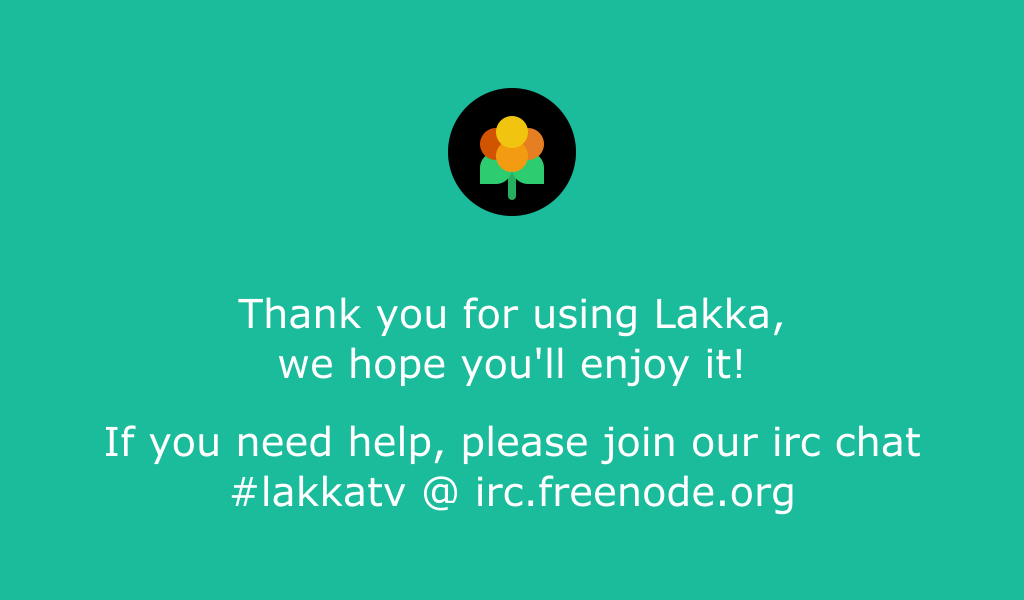 Thank you for using Lakka,
we hope you'll enjoy it!
If you need help, please join our irc chat
#lakkatv @ irc.freenode.org